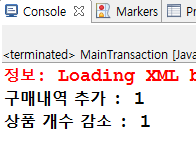 Console Markers Pro
<terminated> MainTransaction [Java
정보: Loading XML b
구매내역 추가 : 1
상품 개수 감소 : 1